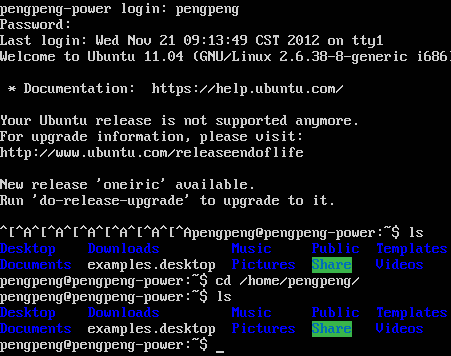 pengpeng-power login: pengpeng
Password:
Last login: Wed Nov 21 09:13:49 CST 2012 on tty1
Welcome to Ubuntu 11.04 (GNU/Linux 2.6.38-8-generic i686)
* Documentation:  https://help.ubuntu.com/
Your Ubuntu release is not supported anymore.
For upgrade information, please visit:
http://www.ubuntu.com/releaseendoflife
New release 'oneiric' available.
Run 'do-release-upgrade' to upgrade to it.
^[^A^[^A^[^A^[^A^[^A^[^A^[^Apengpeng@pengpeng-power:~$ ls
Desktop    Downloads         Music     Public  Templates
Documents  examples.desktop  Pictures  Share   Videos
pengpeng@pengpeng-power:~$ cd /home/pengpeng/
pengpeng@pengpeng-power:~$ ls
Desktop    Downloads         Music     Public  Templates
Documents  examples.desktop  Pictures  Share   Videos
pengpeng@pengpeng-power:~$ _